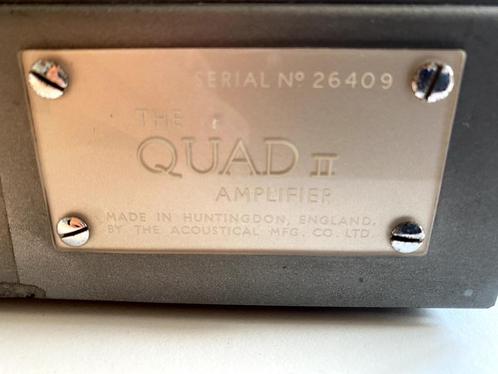 SERIAL Nº 26409
THE
QUAD II
AMPLIFIER
MADE IN HUNTINGDON, ENGLAND.
BY THE ACOUSTICAL MFG. CO. LTD.